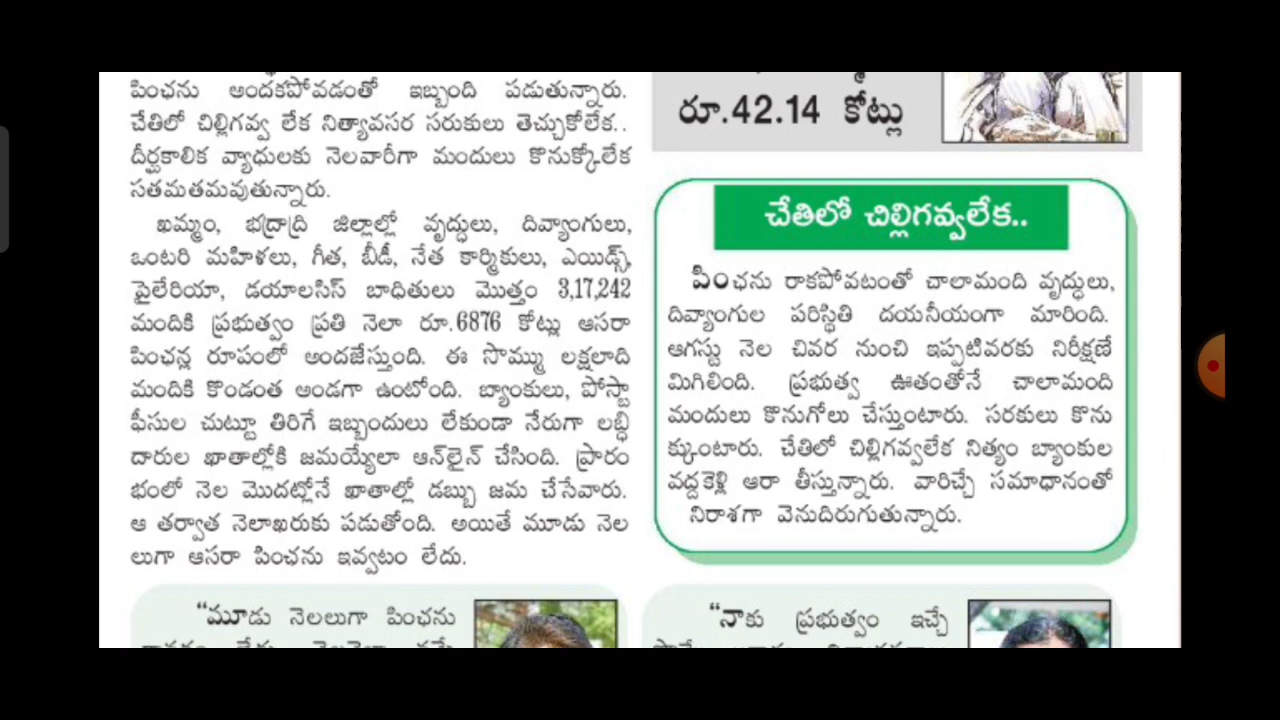 పింఛను అందకపోవడంతో ఇబ్బంది పడుతున్నారు.
చేతిలో చిల్లిగవ్వ లేక నిత్యావసర సరుకులు తెచ్చుకోలేక..
దీర్ఘకాలిక వ్యాధులకు నెలవారీగా మందులు కొనుక్కోలేక
సతమతమవుతున్నారు.
ఖమ్మం, భద్రాద్రి జిల్లాల్లో వృద్ధులు, దివ్యాంగులు,
ఒంటరి మహిళలు, గీత, బీడీ, నేత కార్మికులు, ఎయిడ్స్,
ఫైలేరియా, డయాలసిస్ బాధితులు మొత్తం 3,17,242
మందికి ప్రభుత్వం ప్రతి నెలా రూ.6876 కోట్లు ఆసరా
పింఛన్ల రూపంలో అందజేస్తుంది. ఈ సొమ్ము లక్షలాది
మందికి కొండంత అండగా ఉంటోంది. బ్యాంకులు, పోస్టా
ఫీసుల చుట్టూ తిరిగే ఇబ్బందులు లేకుండా నేరుగా లబ్ధి
దారుల ఖాతాల్లోకి జమయ్యేలా ఆన్‌లైన్ చేసింది. ప్రారం
భంలో నెల మొదట్లోనే ఖాతాల్లో డబ్బు జమ చేసేవారు.
ఆ తర్వాత నెలాఖరుకు పడుతోంది. అయితే మూడు నెల
లుగా ఆసరా పింఛను ఇవ్వటం లేదు.
రూ.42.14 కోట్లు
చేతిలో చిల్లిగవ్వలేక..
పింఛను రాకపోవటంతో చాలామంది వృద్ధులు,
దివ్యాంగుల పరిస్థితి దయనీయంగా మారింది.
ఆగస్టు నెల చివర నుంచి ఇప్పటివరకు నిరీక్షణే
మిగిలింది. ప్రభుత్వ ఊతంతోనే చాలామంది
మందులు కొనుగోలు చేస్తుంటారు. సరకులు కొను
క్కుంటారు. చేతిలో చిల్లిగవ్వలేక నిత్యం బ్యాంకుల
వద్దకెళ్లి ఆరా తీస్తున్నారు. వారిచ్చే సమాధానంతో
నిరాశగా వెనుదిరుగుతున్నారు.
“మూడు నెలలుగా పింఛను
“నాకు ప్రభుత్వం ఇచ్చే